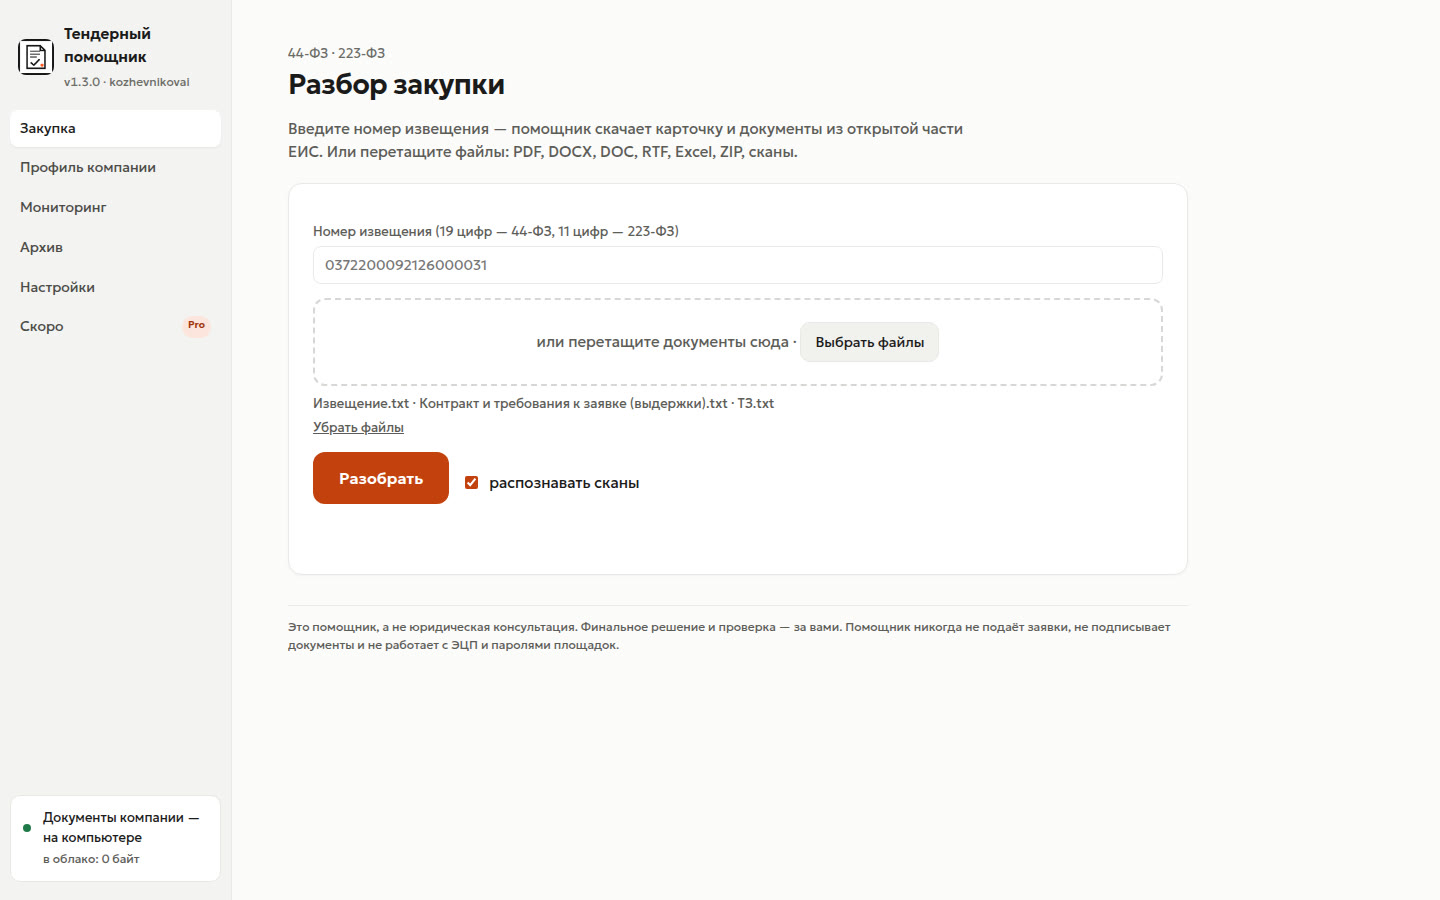 Тендерный
помощник
v1.3.0 · kozhevnikovai
Закупка
Профиль компании
Мониторинг
Архив
Настройки
Скоро
Pro
Документы компании —
на компьютере
в облако: 0 байт
44-ФЗ · 223-ФЗ
Разбор закупки
Введите номер извещения — помощник скачает карточку и документы из открытой части
ЕИС. Или перетащите файлы: PDF, DOCX, DOC, RTF, Excel, ZIP, сканы.
Номер извещения (19 цифр — 44-ФЗ, 11 цифр — 223-ФЗ)
0372200092126000031
или перетащите документы сюда · Выбрать файлы
Извещение.txt · Контракт и требования к заявке (выдержки).txt · ТЗ.txt
Убрать файлы
Разобрать
распознавать сканы
Это помощник, а не юридическая консультация. Финальное решение и проверка — за вами. Помощник никогда не подаёт заявки, не подписывает
документы и не работает с ЭЦП и паролями площадок.